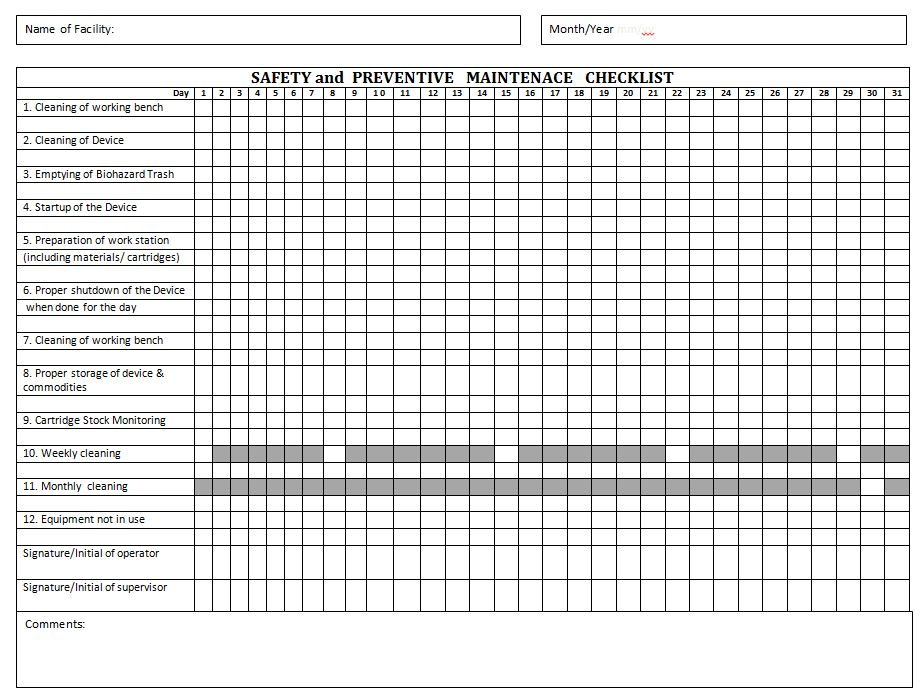 Name of Facility:
Month/Year mm/yy
SAFETY and PREVENTIVE MAINTENACE CHECKLIST
Day 1 2 3 4 5 6 7 8 9 10 11 12 13 14 15 16 17 18 19 20 21 22 23 24 25 26 27 28 29 30 31
1. Cleaning of working bench
2. Cleaning of Device
3. Emptying of Biohazard Trash
4. Startup of the Device
5. Preparation of work station
(including materials/ cartridges)
6. Proper shutdown of the Device
when done for the day
7. Cleaning of working bench
8. Proper storage of device &
commodities
9. Cartridge Stock Monitoring
10. Weekly cleaning
11. Monthly cleaning
12. Equipment not in use
Signature/Initial of operator
Signature/Initial of supervisor
Comments: